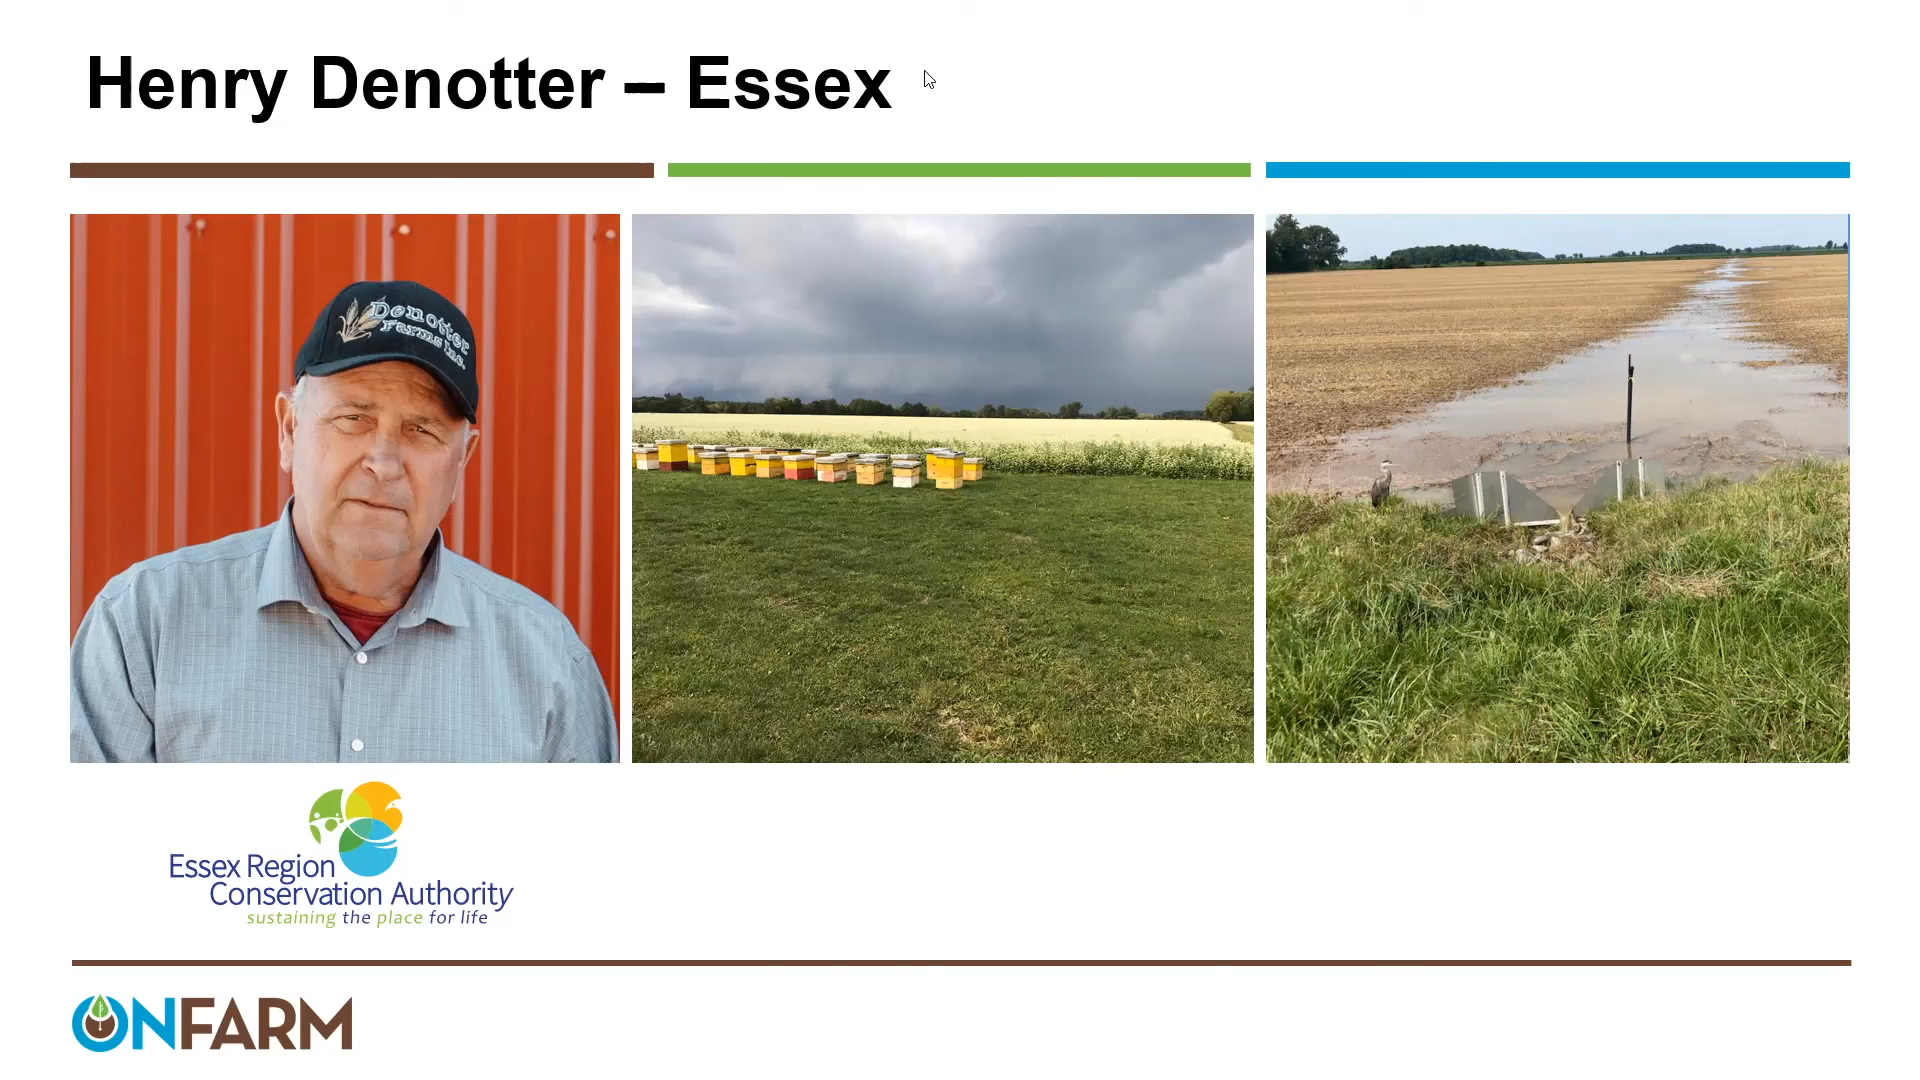 Henry Denotter – Essex
Denotter
Farms Inc.
Essex Region
Conservation Authority
sustaining the place for life
ONFARM